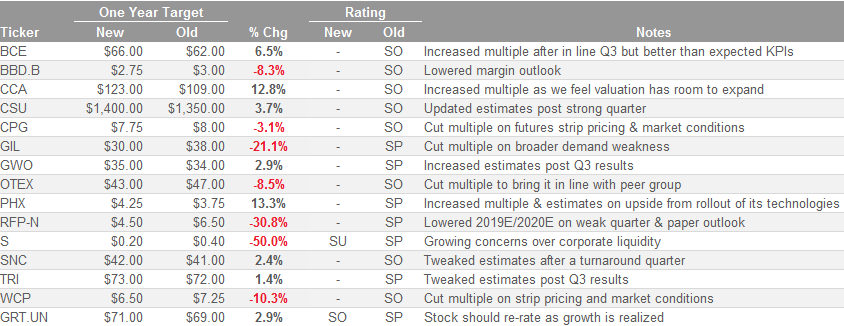 One Year Target Rating
Ticker New Old % Chg New Old Notes
BCE $66.00 $62.00 6.5% - SO Increased multiple after in line Q3 but better than expected KPIs
BBD.B $2.75 $3.00 -8.3% - SO Lowered margin outlook
CCA $123.00 $109.00 12.8% - SO Increased multiple as we feel valuation has room to expand
CSU $1,400.00 $1,350.00 3.7% - SO Updated estimates post strong quarter
CPG $7.75 $8.00 -3.1% - SO Cut multiple on futures strip pricing & market conditions
GIL $30.00 $38.00 -21.1% - SP Cut multiple on broader demand weakness
GWO $35.00 $34.00 2.9% - SP Increased estimates post Q3 results
OTEX $43.00 $47.00 -8.5% - SO Cut multiple to bring it in line with peer group
PHX $4.25 $3.75 13.3% - SP Increased multiple & estimates on upside from rollout of its technologies
RFP-N $4.50 $6.50 -30.8% - SP Lowered 2019E/2020E on weak quarter & paper outlook
S $0.20 $0.40 -50.0% SU SP Growing concerns over corporate liquidity
SNC $42.00 $41.00 2.4% - SO Tweaked estimates after a turnaround quarter
TRI $73.00 $72.00 1.4% - SP Tweaked estimates post Q3 results
WCP $6.50 $7.25 -10.3% - SO Cut multiple on strip pricing and market conditions
GRT.UN $71.00 $69.00 2.9% SO SP Stock should re-rate as growth is realized